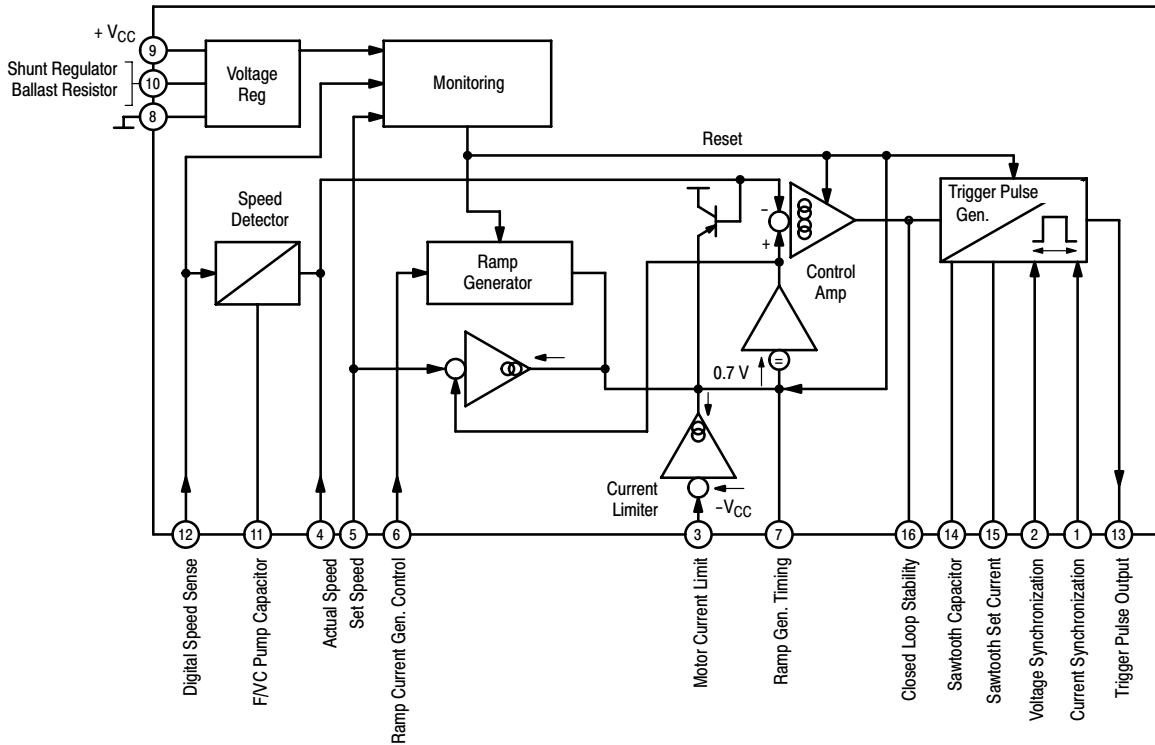 + VCC
9
Shunt Regulator
Ballast Resistor
10
8
Voltage
Reg
Monitoring
Reset
Speed
Detector
Ramp
Generator
-
+
Control
Amp
Trigger Pulse
Gen.
0.7 V
=
Current
Limiter
–VCC
12
11
4
5
6
3
7
16
14
15
2
1
13
Digital Speed Sense
F/VC Pump Capacitor
Actual Speed
Set Speed
Ramp Current Gen. Control
Motor Current Limit
Ramp Gen. Timing
Closed Loop Stability
Sawtooth Capacitor
Sawtooth Set Current
Voltage Synchronization
Current Synchronization
Trigger Pulse Output